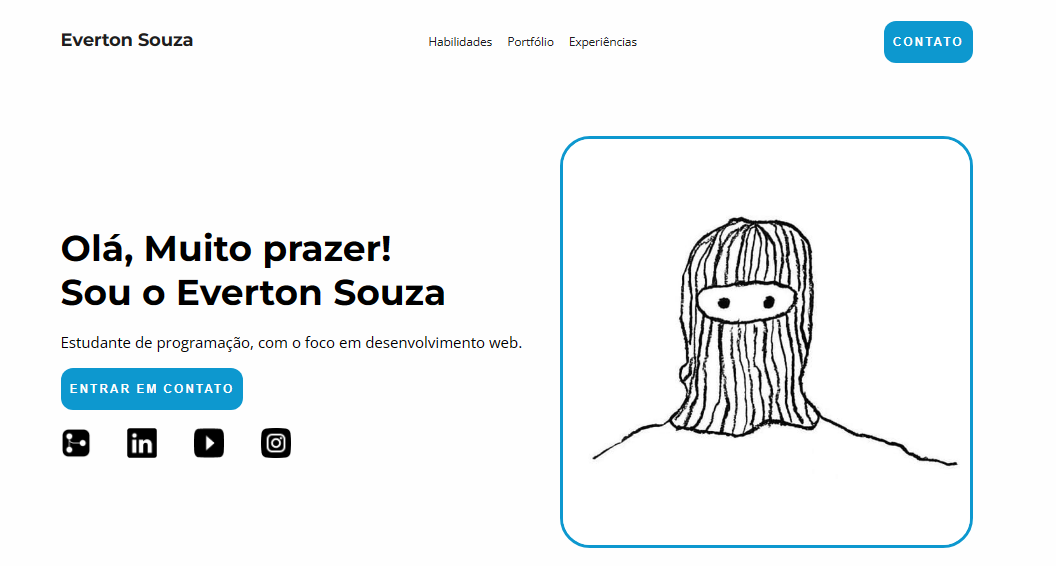 Everton Souza
Habilidades Portfólio Experiências
CONTATO
Olá, Muito prazer!
Sou o Everton Souza
Estudante de programação, com o foco em desenvolvimento web.
ENTRAR EM CONTATO
in